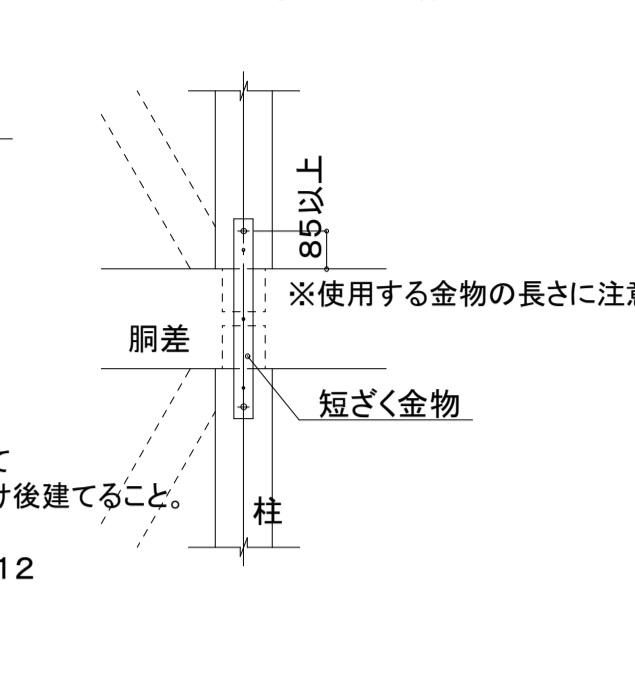 85以上
※使用する金物の長さに注意
胴差
短ざく金物
て
け後建てること。
柱
12